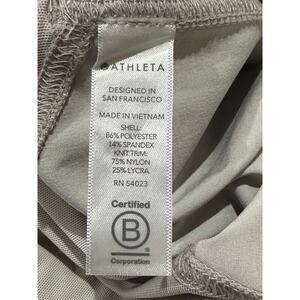 ATHLETA
DESIGNED IN
SAN FRANCISCO
MADE IN VIETNAM
SHELL:
86% POLYESTER
14% SPANDEX
KNIT TRIM:
75% NYLON
25% LYCRA
RN 54023
Certified
B
Corporation